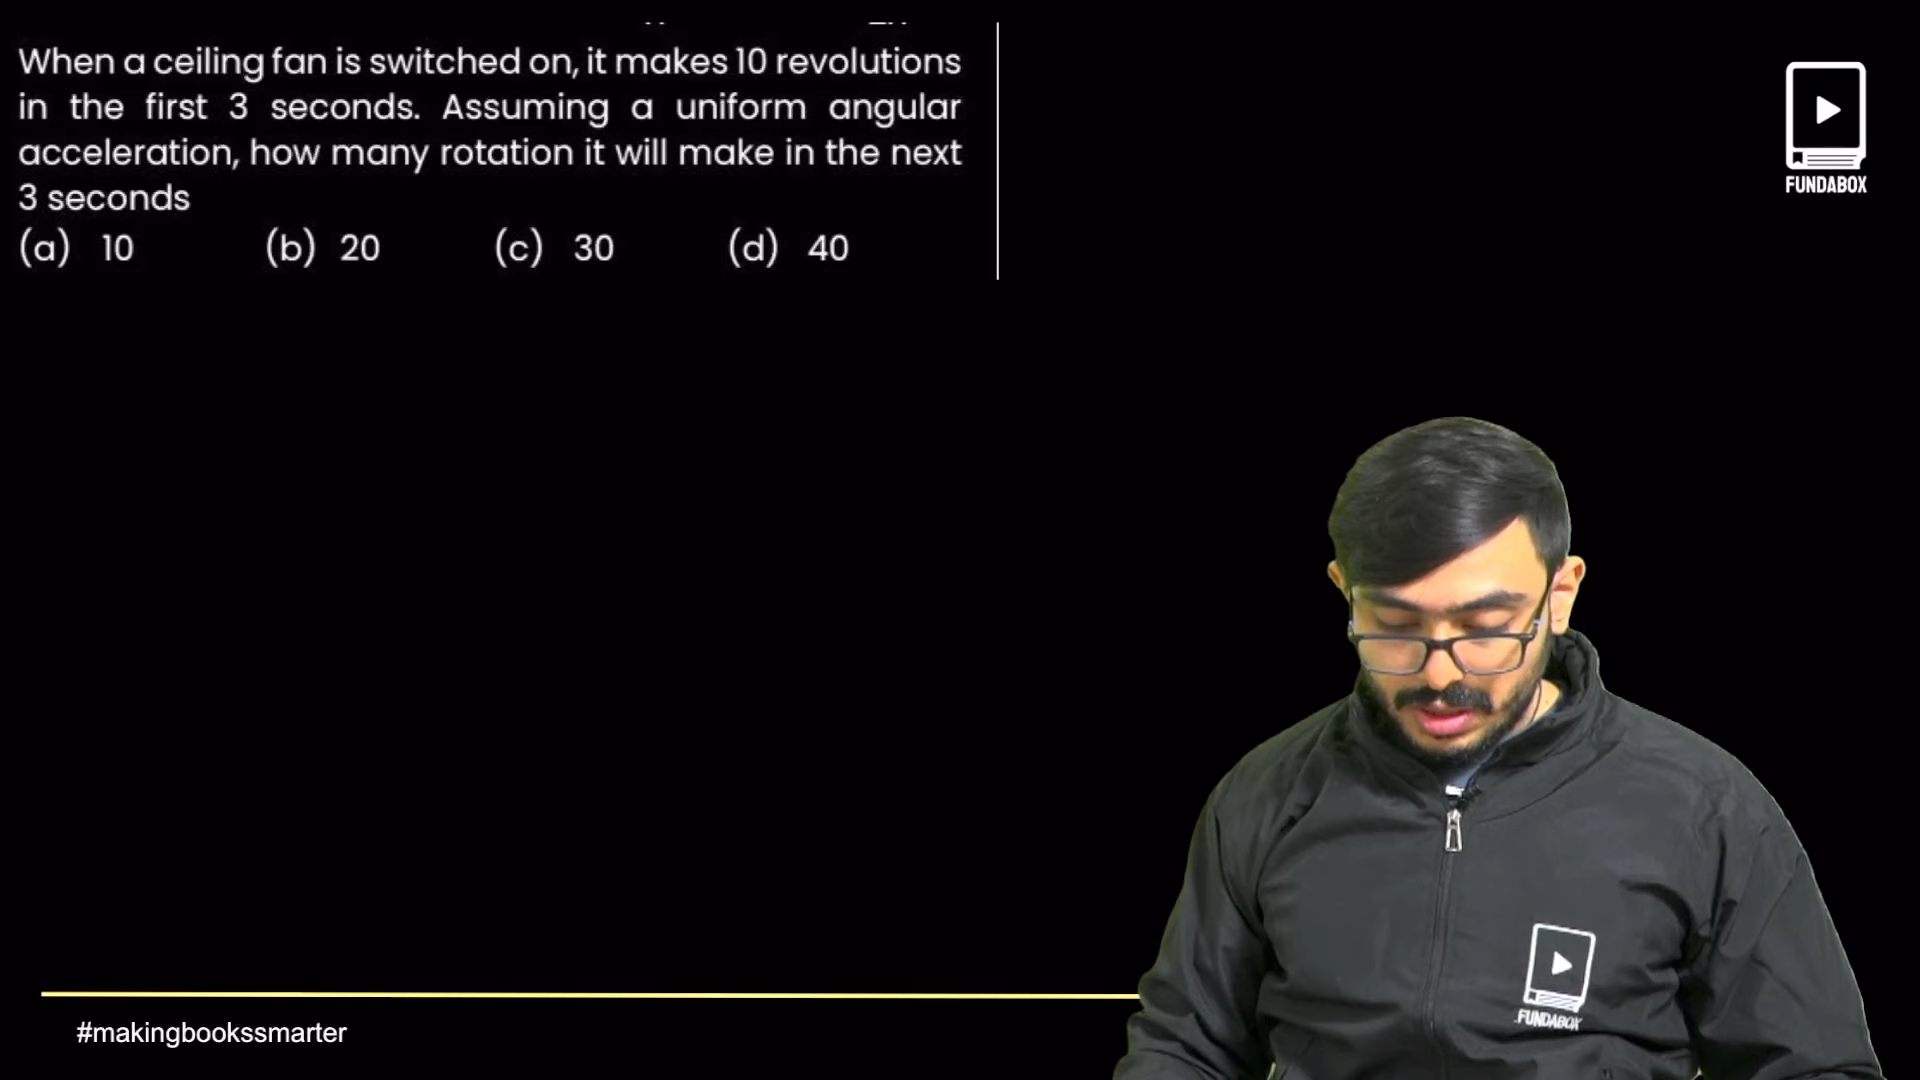 When a ceiling fan is switched on, it makes 10 revolutions
in the first 3 seconds. Assuming a uniform angular
acceleration, how many rotation it will make in the next
3 seconds
(a) 10 (b) 20 (c) 30 (d) 40
FUNDABOX
FUNDABOX
#makingbookssmarter